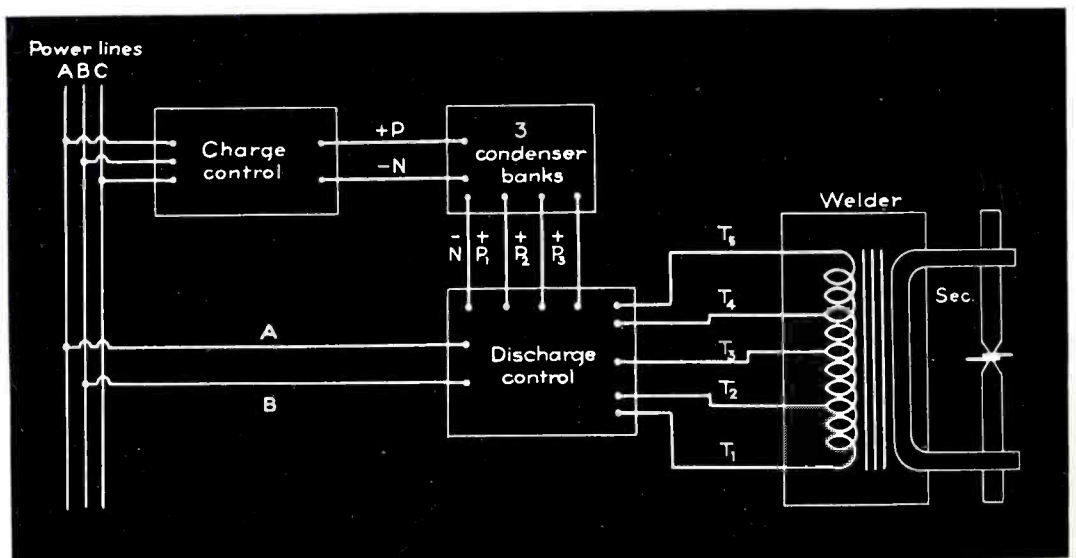 Power lines
A B C
Charge
control
+P
-N
3
condenser
banks
- + + +
N P₁ P₂ P₃
Welder
T₅
T₄
T₃
T₂
T₁
Sec.
A
B
Discharge
control